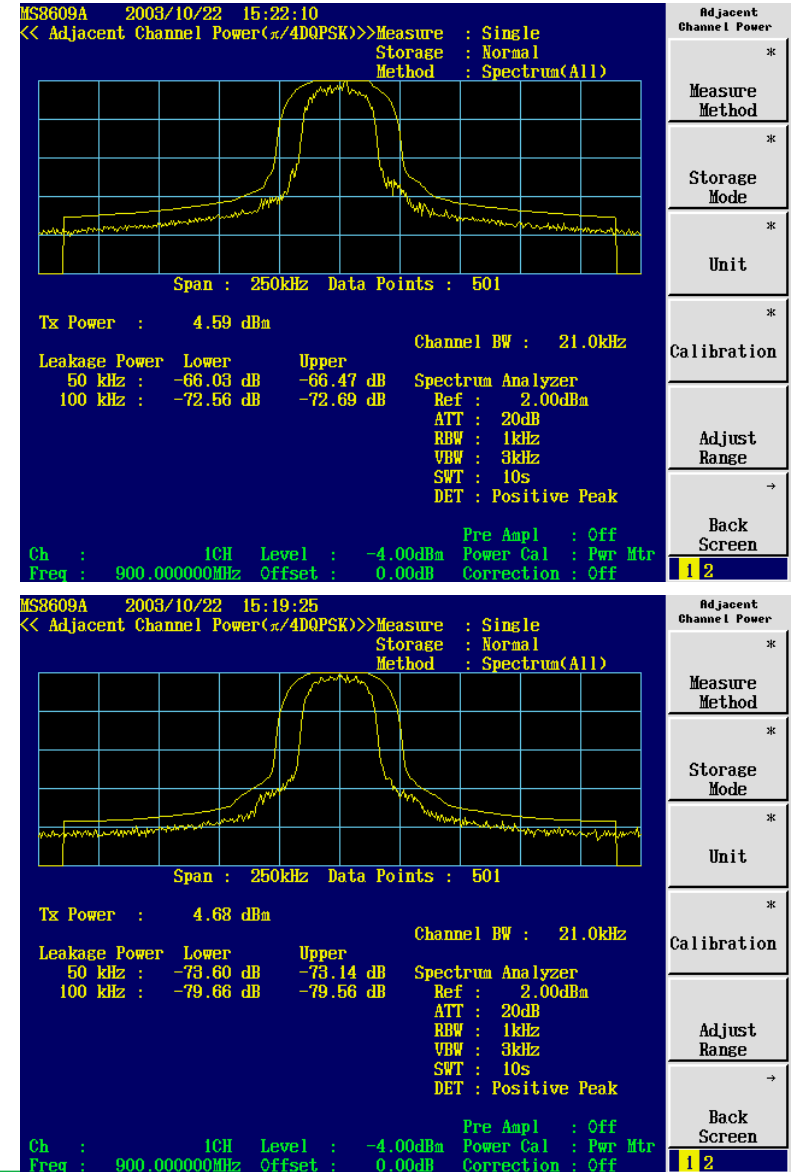 MS8609A 2003/10/22 15:22:10
<< Adjacent Channel Power(π/4DQPSK)>>Measure : Single
Storage : Normal
Method : Spectrum(All)
Span : 250kHz Data Points : 501
Tx Power : 4.59 dBm
Channel BW : 21.0kHz
Leakage Power Lower Upper
50 kHz : -66.03 dB -66.47 dB Spectrum Analyzer
100 kHz : -72.56 dB -72.69 dB Ref : 2.00dBm
ATT : 20dB
RBW : 1kHz
VBW : 3kHz
SWT : 10s
DET : Positive Peak
Pre Ampl : Off
Ch : 1CH Level : -4.00dBm Power Cal : Pwr Mtr
Freq : 900.000000MHz Offset : 0.00dB Correction : Off
Adjacent
Channel Power
*
Measure
Method
*
Storage
Mode
*
Unit
*
Calibration
Adjust
Range
→
Back
Screen
1 2
MS8609A 2003/10/22 15:19:25
<< Adjacent Channel Power(π/4DQPSK)>>Measure : Single
Storage : Normal
Method : Spectrum(All)
Span : 250kHz Data Points : 501
Tx Power : 4.68 dBm
Channel BW : 21.0kHz
Leakage Power Lower Upper
50 kHz : -73.60 dB -73.14 dB Spectrum Analyzer
100 kHz : -79.66 dB -79.56 dB Ref : 2.00dBm
ATT : 20dB
RBW : 1kHz
VBW : 3kHz
SWT : 10s
DET : Positive Peak
Pre Ampl : Off
Ch : 1CH Level : -4.00dBm Power Cal : Pwr Mtr
Freq : 900.000000MHz Offset : 0.00dB Correction : Off
Adjacent
Channel Power
*
Measure
Method
*
Storage
Mode
*
Unit
*
Calibration
Adjust
Range
→
Back
Screen
1 2